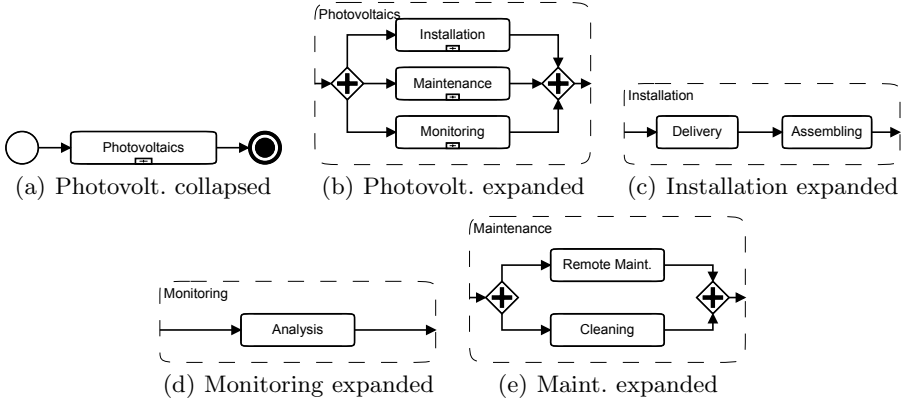 Photovoltaics
(a) Photovolt. collapsed
Photovoltaics
Installation
Maintenance
Monitoring
(b) Photovolt. expanded
Installation
Delivery
Assembling
(c) Installation expanded
Monitoring
Analysis
(d) Monitoring expanded
Maintenance
Remote Maint.
Cleaning
(e) Maint. expanded